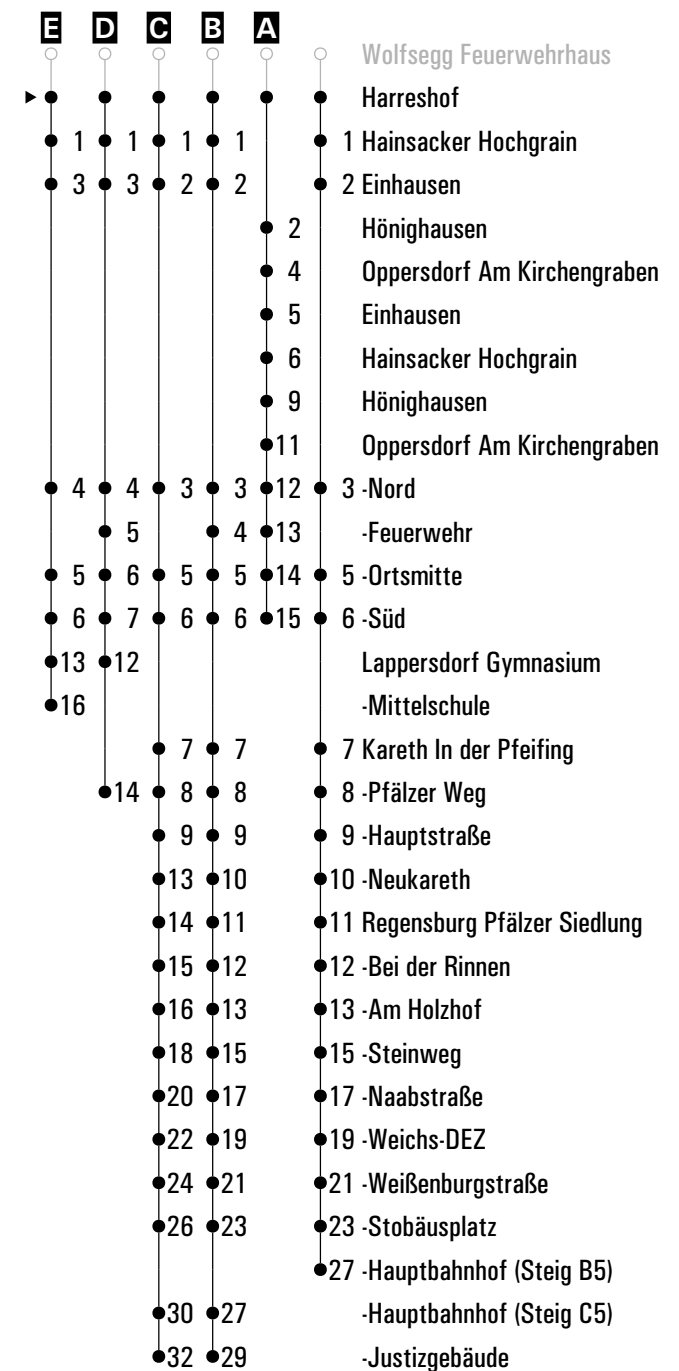 E D C B A
Wolfsegg Feuerwehrhaus
Harreshof
1 1 1 1 1 Hainsacker Hochgrain
3 3 2 2 2 Einhausen
2 Hönighausen
4 Oppersdorf Am Kirchengraben
5 Einhausen
6 Hainsacker Hochgrain
9 Hönighausen
11 Oppersdorf Am Kirchengraben
4 4 3 3 12 3 -Nord
5 4 13 -Feuerwehr
5 6 5 5 14 5 -Ortsmitte
6 7 6 6 15 6 -Süd
13 12 Lappersdorf Gymnasium
16 -Mittelschule
7 7 7 Kareth In der Pfeifing
14 8 8 8 -Pfälzer Weg
9 9 9 -Hauptstraße
13 10 10 -Neukareth
14 11 11 Regensburg Pfälzer Siedlung
15 12 12 -Bei der Rinnen
16 13 13 -Am Holzhof
18 15 15 -Steinweg
20 17 17 -Naabstraße
22 19 19 -Weichs-DEZ
24 21 21 -Weißenburgstraße
26 23 23 -Stobäusplatz
27 -Hauptbahnhof (Steig B5)
30 27 -Hauptbahnhof (Steig C5)
32 29 -Justizgebäude